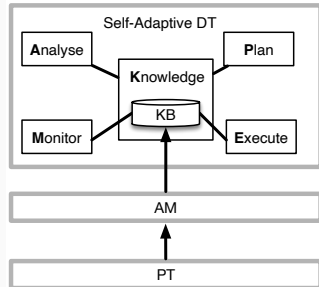 Self-Adaptive DT
Analyse
Plan
Knowledge
KB
Monitor
Execute
AM
PT